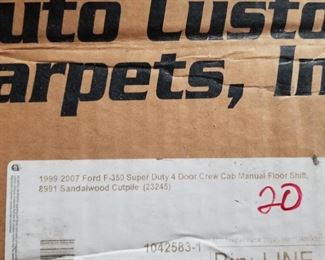 uto Custo
arpets, In
1999-2007 Ford F-350 Super Duty 4 Door Crew Cab Manual Floor Shift,
8991 Sandalwood Cutpile (23245)
20
1042583-1
Bin: LINE